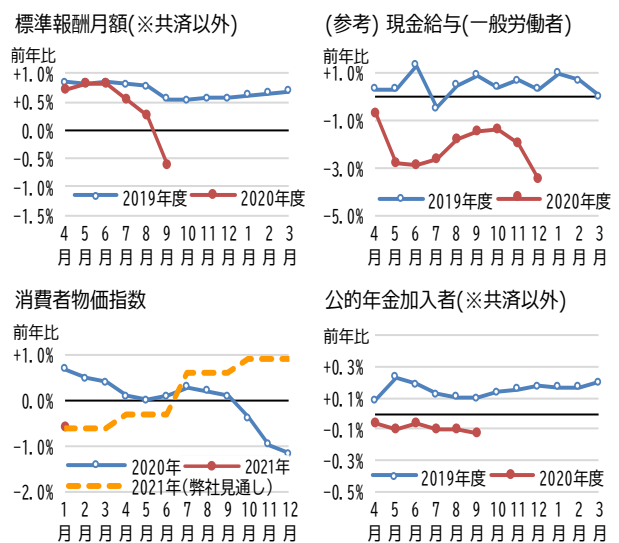 標準報酬月額(※共済以外)
前年比
+1.0%
+0.5%
0.0%
-0.5%
-1.0%
-1.5%
2019年度 2020年度
4 5 6 7 8 9 10 11 12 1 2 3
月 月 月 月 月 月 月 月 月 月 月 月
(参考) 現金給与(一般労働者)
前年比
+1.0%
-1.0%
-3.0%
-5.0%
2019年度 2020年度
4 5 6 7 8 9 10 11 12 1 2 3
月 月 月 月 月 月 月 月 月 月 月 月
消費者物価指数
前年比
+1.0%
0.0%
-1.0%
-2.0%
2020年 2021年
2021年(弊社見通し)
1 2 3 4 5 6 7 8 9 10 11 12
月 月 月 月 月 月 月 月 月 月 月 月
公的年金加入者(※共済以外)
前年比
+0.3%
+0.1%
-0.1%
-0.3%
-0.5%
2019年度 2020年度
4 5 6 7 8 9 10 11 12 1 2 3
月 月 月 月 月 月 月 月 月 月 月 月